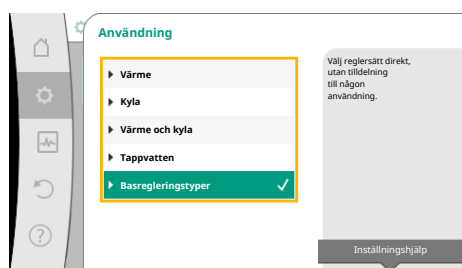 Användning
Värme
Kyla
Värme och kyla
Tappvatten
Basregleringstyper
Välj reglersätt direkt,
utan tilldelning
till någon
användning.
Inställningshjälp